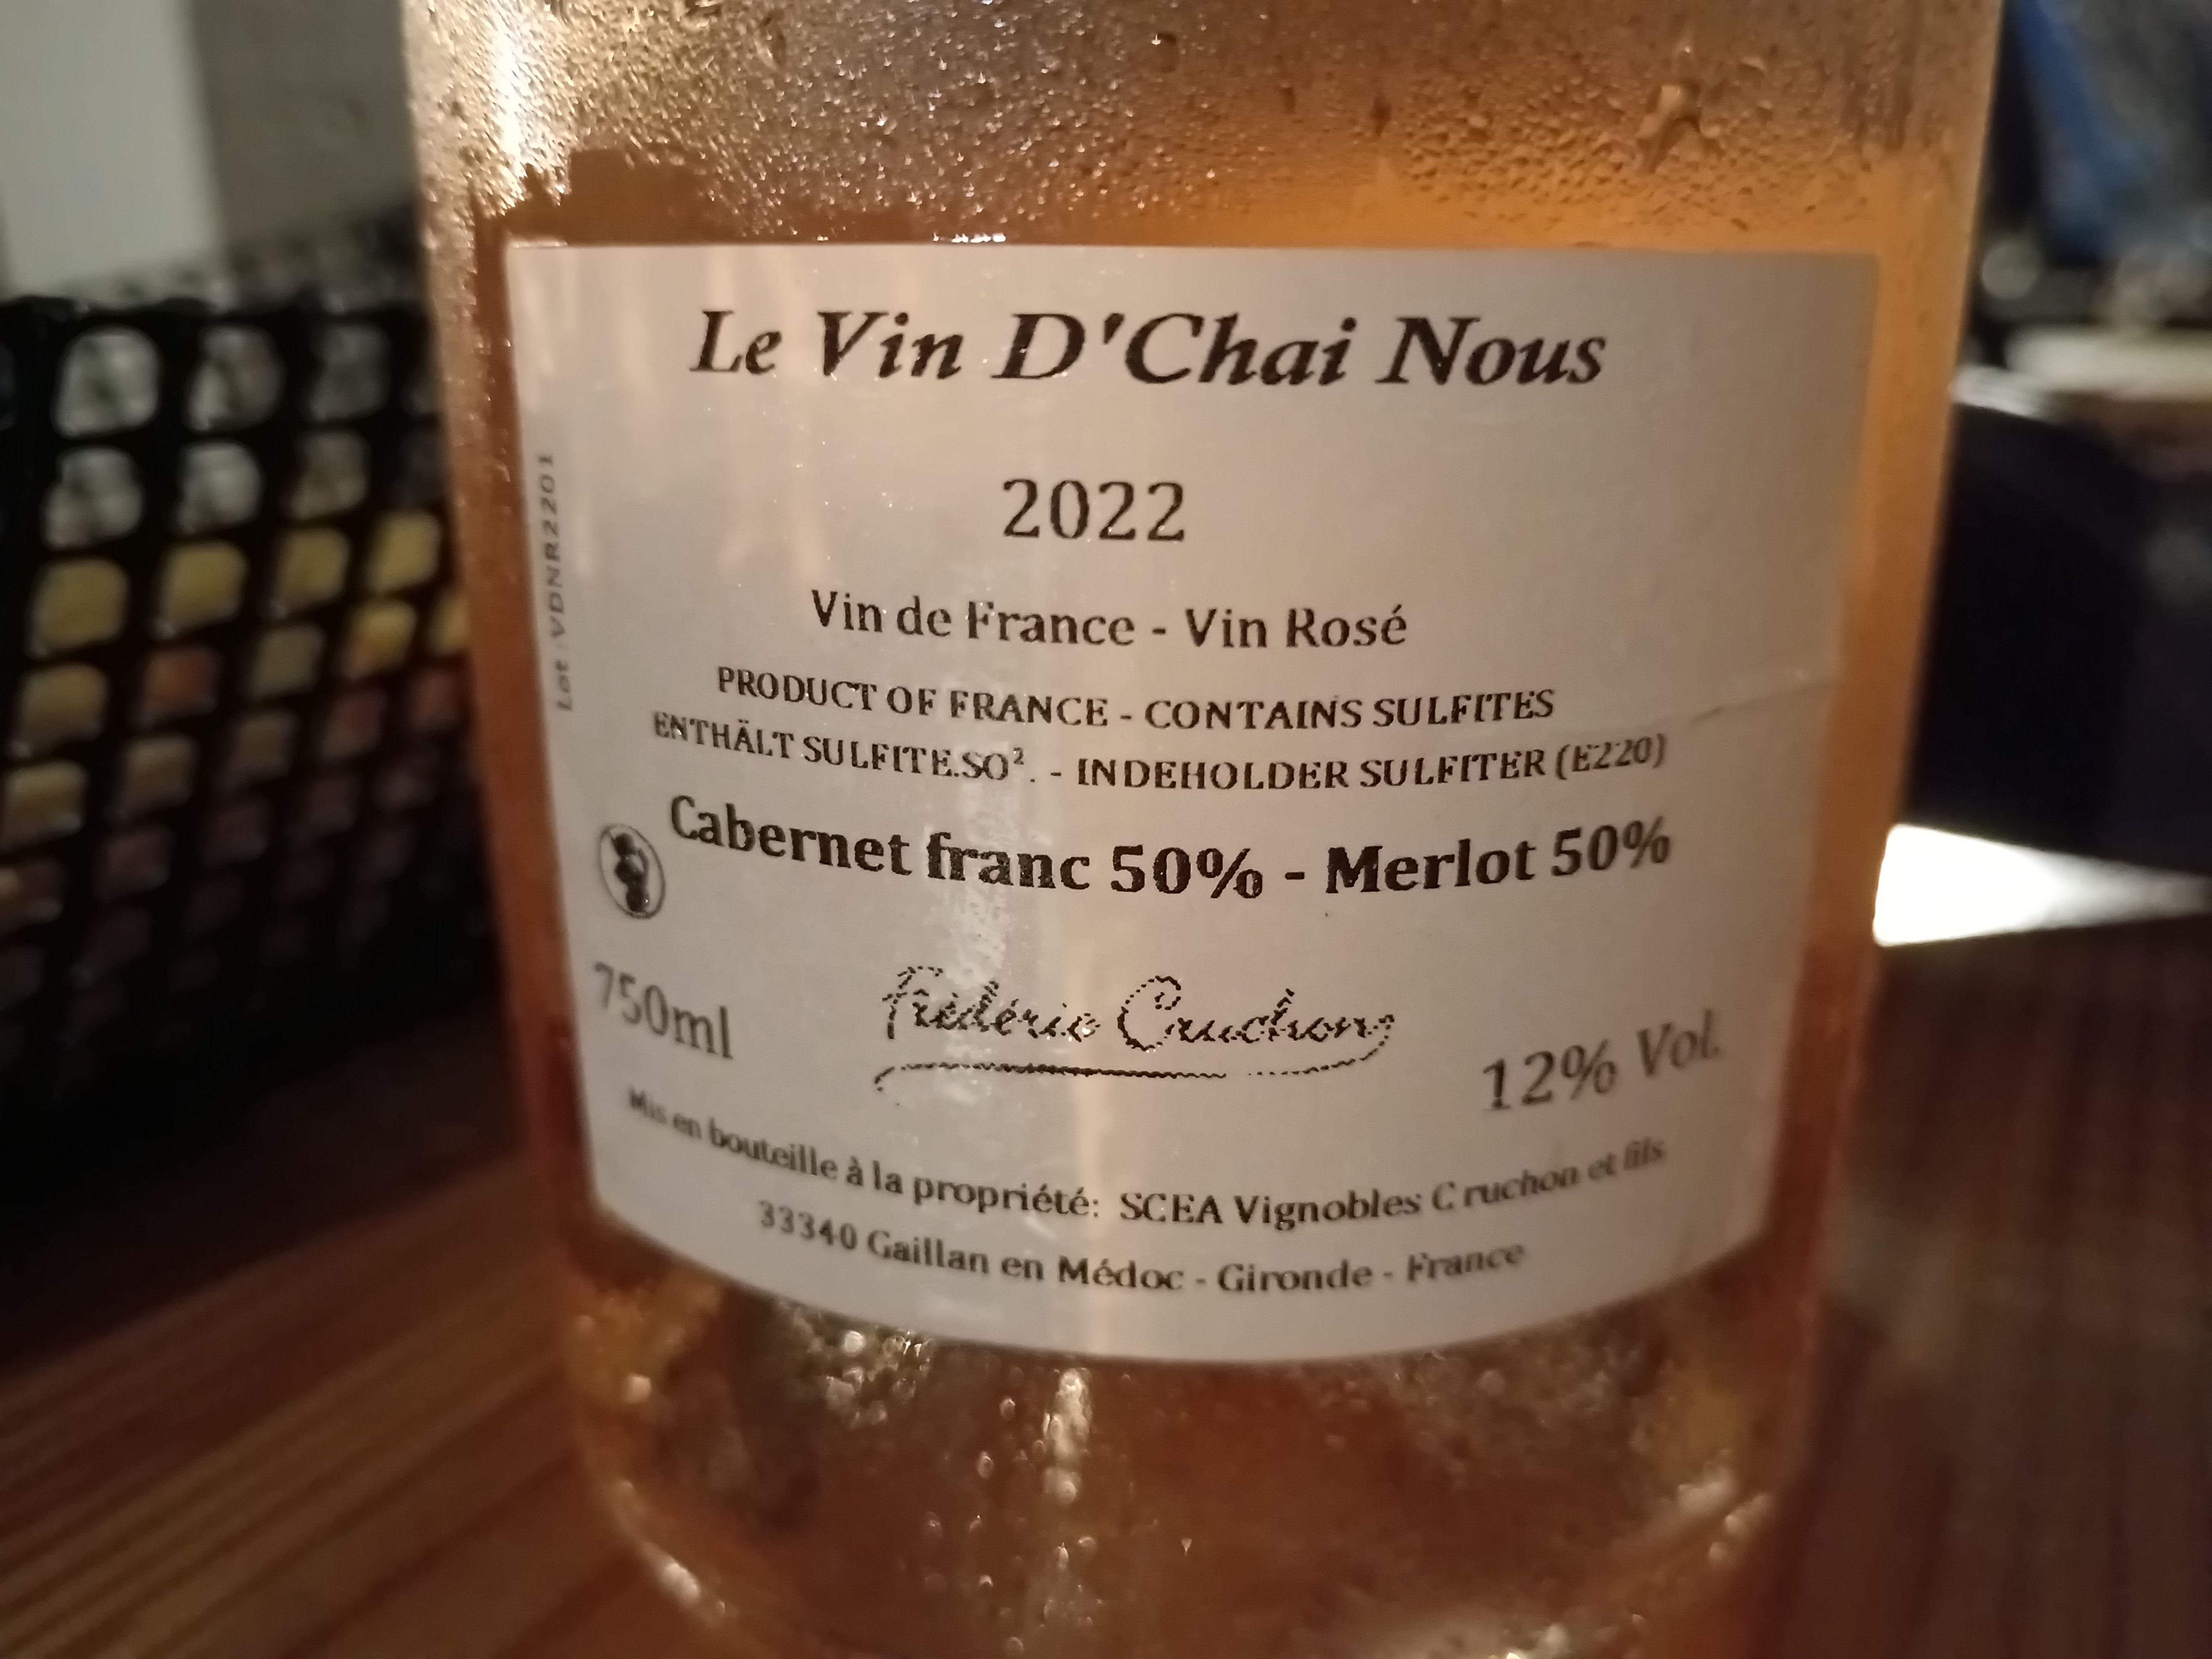 Le Vin D'Chai Nous
2022
Lot :VDNR2201
Vin de France - Vin Rosé
PRODUCT OF FRANCE - CONTAINS SULFITES
ENTHÄLT SULFITE.SO². - INDEHOLDER SULFITER (E220)
Cabernet franc 50% - Merlot 50%
750ml
Frédéric Cruchon
12% Vol.
Mis en bouteille à la propriété: SCEA Vignobles C ruchon et fils
33340 Gaillan en Médoc - Gironde - France